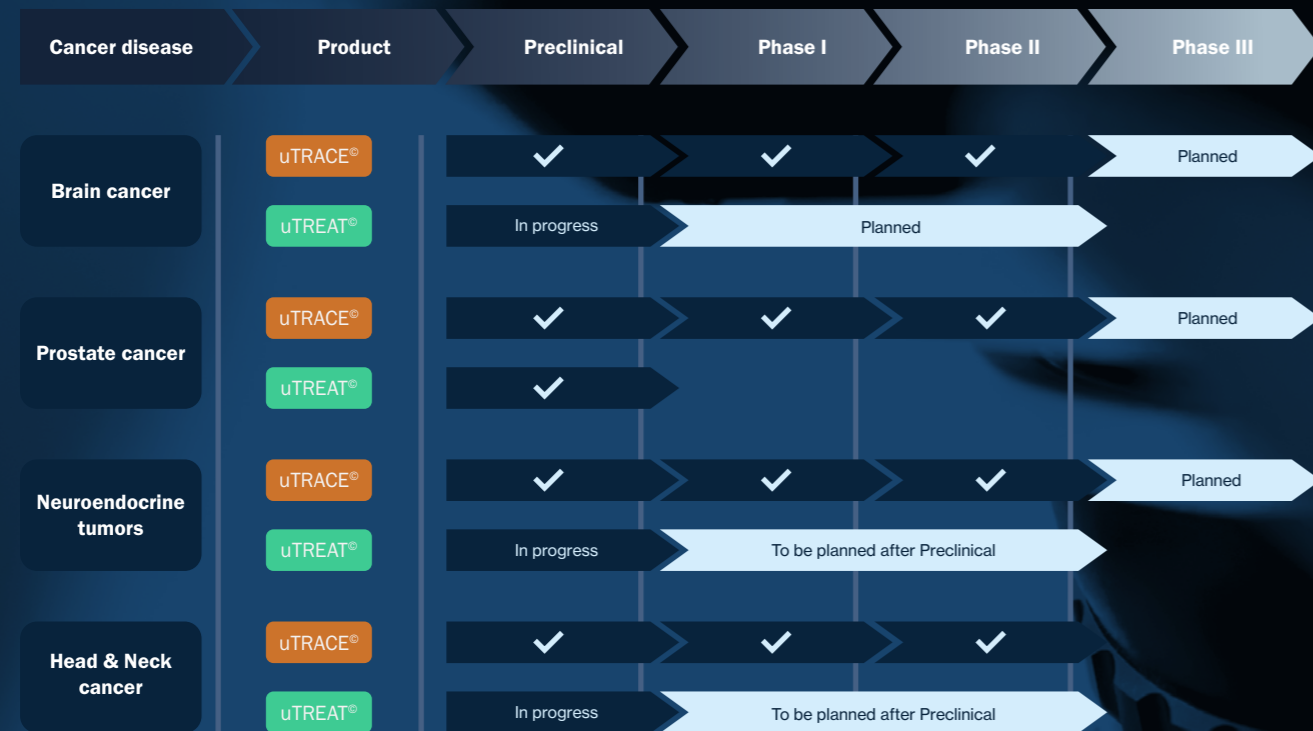 Cancer disease Product Preclinical Phase I Phase II Phase III
Brain cancer
uTRACE© ✓ ✓ ✓ Planned
uTREAT© In progress Planned
Prostate cancer
uTRACE© ✓ ✓ ✓ Planned
uTREAT© ✓
Neuroendocrine
tumors
uTRACE© ✓ ✓ ✓ Planned
uTREAT© In progress To be planned after Preclinical
Head & Neck
cancer
uTRACE© ✓ ✓ ✓
uTREAT© In progress To be planned after Preclinical